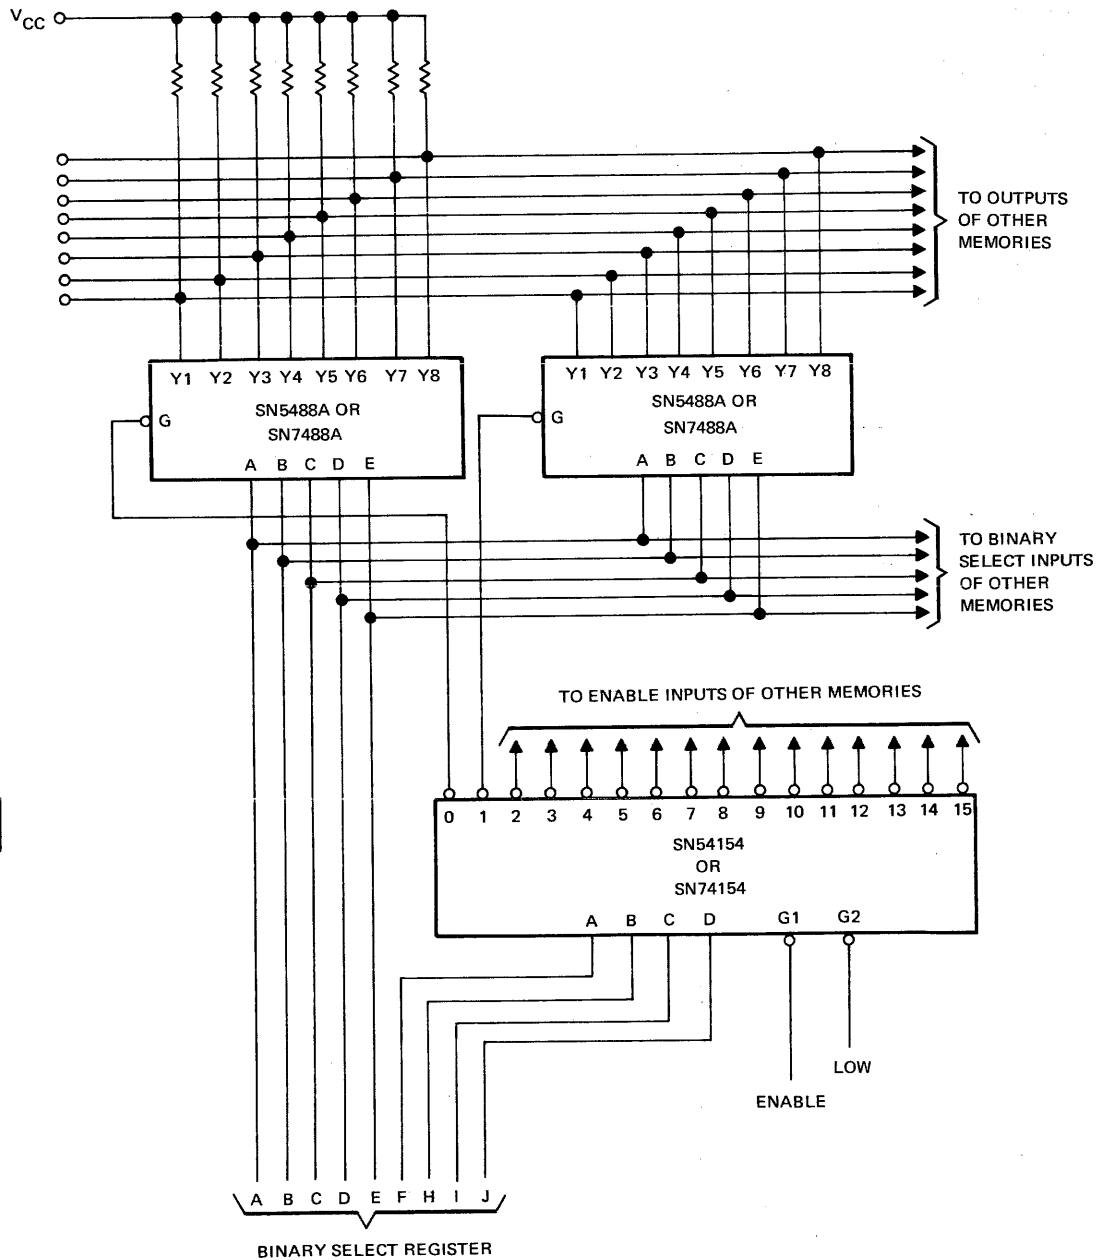 VCC
TO OUTPUTS
OF OTHER
MEMORIES
Y1 Y2 Y3 Y4 Y5 Y6 Y7 Y8
G
SN5488A OR
SN7488A
A B C D E
Y1 Y2 Y3 Y4 Y5 Y6 Y7 Y8
G
SN5488A OR
SN7488A
A B C D E
TO BINARY
SELECT INPUTS
OF OTHER
MEMORIES
TO ENABLE INPUTS OF OTHER MEMORIES
0 1 2 3 4 5 6 7 8 9 10 11 12 13 14 15
SN54154
OR
SN74154
A B C D G1 G2
LOW
ENABLE
A B C D E F H I J
BINARY SELECT REGISTER